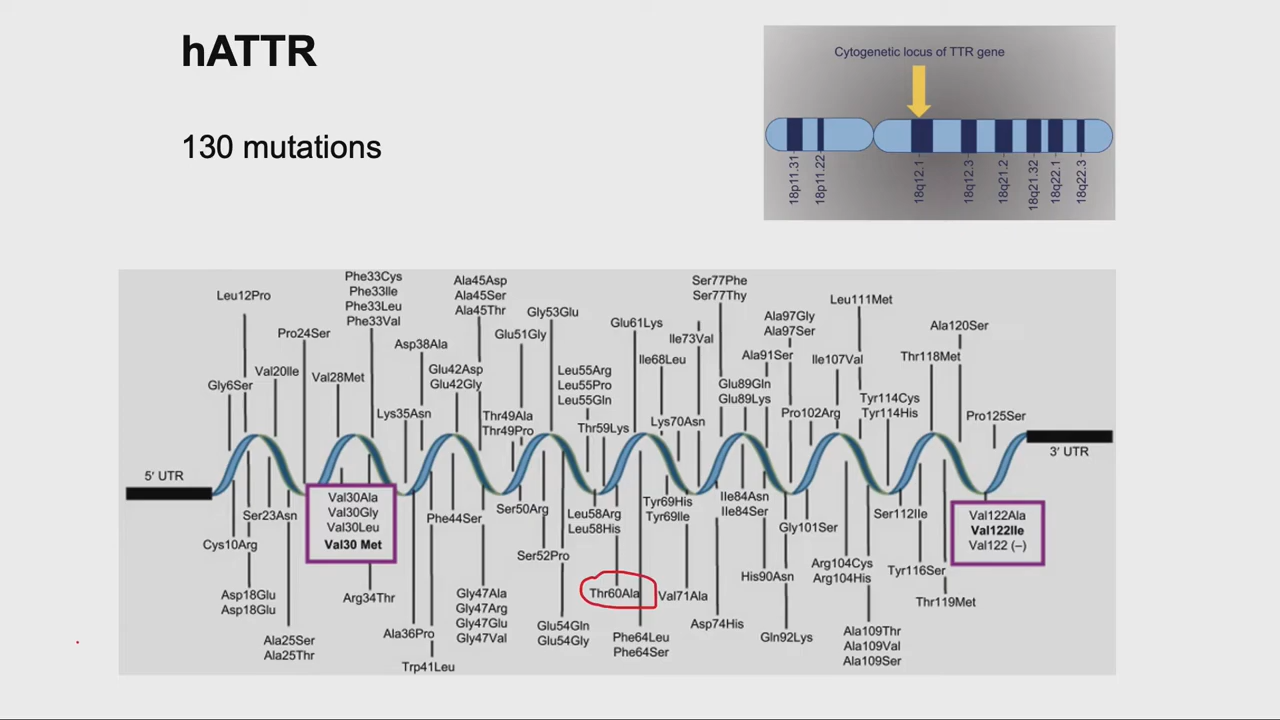 hATTR
130 mutations
Cytogenetic locus of TTR gene
18p11.31
18p11.22
18q12.1
18q12.3
18q21.2
18q21.32
18q22.1
18q22.3
Phe33Cys
Phe33Ile
Phe33Leu
Phe33Val
Ala45Asp
Ala45Ser
Ala45Thr
Ser77Phe
Ser77Thy
Leu12Pro
Pro24Ser
Asp38Ala
Gly53Glu
Glu51Gly
Glu61Lys
Ile73Val
Ala97Gly
Ala97Ser
Leu111Met
Ala120Ser
Gly6Ser
Val20Ile
Val28Met
Glu42Asp
Glu42Gly
Leu55Arg
Leu55Pro
Leu55Gln
Ile68Leu
Ala91Ser
Ile107Val
Thr118Met
Glu89Gln
Glu89Lys
Lys35Asn
Thr49Ala
Thr49Pro
Thr59Lys
Lys70Asn
Pro102Arg
Tyr114Cys
Tyr114His
Pro125Ser
5′ UTR
3′ UTR
Ser23Asn
Val30Ala
Val30Gly
Val30Leu
Val30 Met
Phe44Ser
Ser50Arg
Leu58Arg
Leu58His
Tyr69His
Tyr69Ile
Ile84Asn
Ile84Ser
Gly101Ser
Ser112Ile
Val122Ala
Val122Ile
Val122 (–)
Cys10Arg
Ser52Pro
Asp18Glu
Asp18Glu
Arg34Thr
Gly47Ala
Gly47Arg
Gly47Glu
Gly47Val
Thr60Ala
Val71Ala
His90Asn
Arg104Cys
Arg104His
Tyr116Ser
Thr119Met
Ala25Ser
Ala25Thr
Ala36Pro
Trp41Leu
Glu54Gln
Glu54Gly
Phe64Leu
Phe64Ser
Asp74His
Gln92Lys
Ala109Thr
Ala109Val
Ala109Ser